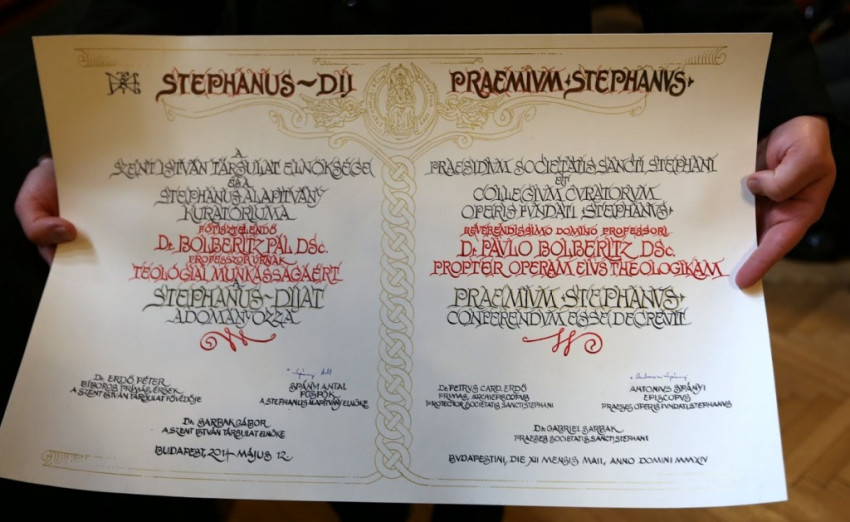 STEPHANUS~DIJ
A
SZENT ISTVÁN TÁRSULAT ELNÖKSÉGE
ÉS A
STEPHANUS ALAPÍTVÁNY
KURATÓRIUMA
FŐTISZTELENDŐ
Dr. BOLBERITZ PÁL DSc.
PROFESSZOR ÚRNAK
TEOLÓGIAI MUNKÁSSÁGÁÉRT
A
STEPHANUS~DIJAT
ADOMÁNYOZZA
Dr. ERDŐ PÉTER
BÍBOROS PRÍMÁS, ÉRSEK
A SZENT ISTVÁN TÁRSULAT FŐVÉDŐJE
SPÁNYI ANTAL
PÜSPÖK
A STEPHANUS ALAPÍTVÁNY ELNÖKE
Dr. SARBAK GÁBOR
A SZENT ISTVÁN TÁRSULAT ELNÖKE
BUDAPEST, 2014 MÁJUS 12.
PRAEMIVM STEPHANVS
PRAESIDIVM SOCIETATIS SANCTI STEPHANI
ET
COLLEGIVM CVRATORVM
OPERIS FVNDATI STEPHANVS
REVERENDISSIMO DOMINO PROFESSORI
Dr. PAVLO BOLBERITZ DSc.
PROPTER OPERAM EIVS THEOLOGIKAM
PRAEMIVM STEPHANVS
CONFERENDVM ESSE DECREVIT
Dr. PETRVS CARD. ERDŐ
PRIMAS, ARCHIEPISCOPVS
PROTECTOR SOCIETATIS SANCTI STEPHANI
ANTONIVS SPÁNYI
EPISCOPVS
PRAESES OPERIS FVNDATI STEPHANVS
Dr. GABRIEL SARBAK
PRAESES SOCIETATIS SANCTI STEPHANI
BVDAPESTINI, DIE XII MENSIS MAII, ANNO DOMINI MMXIV